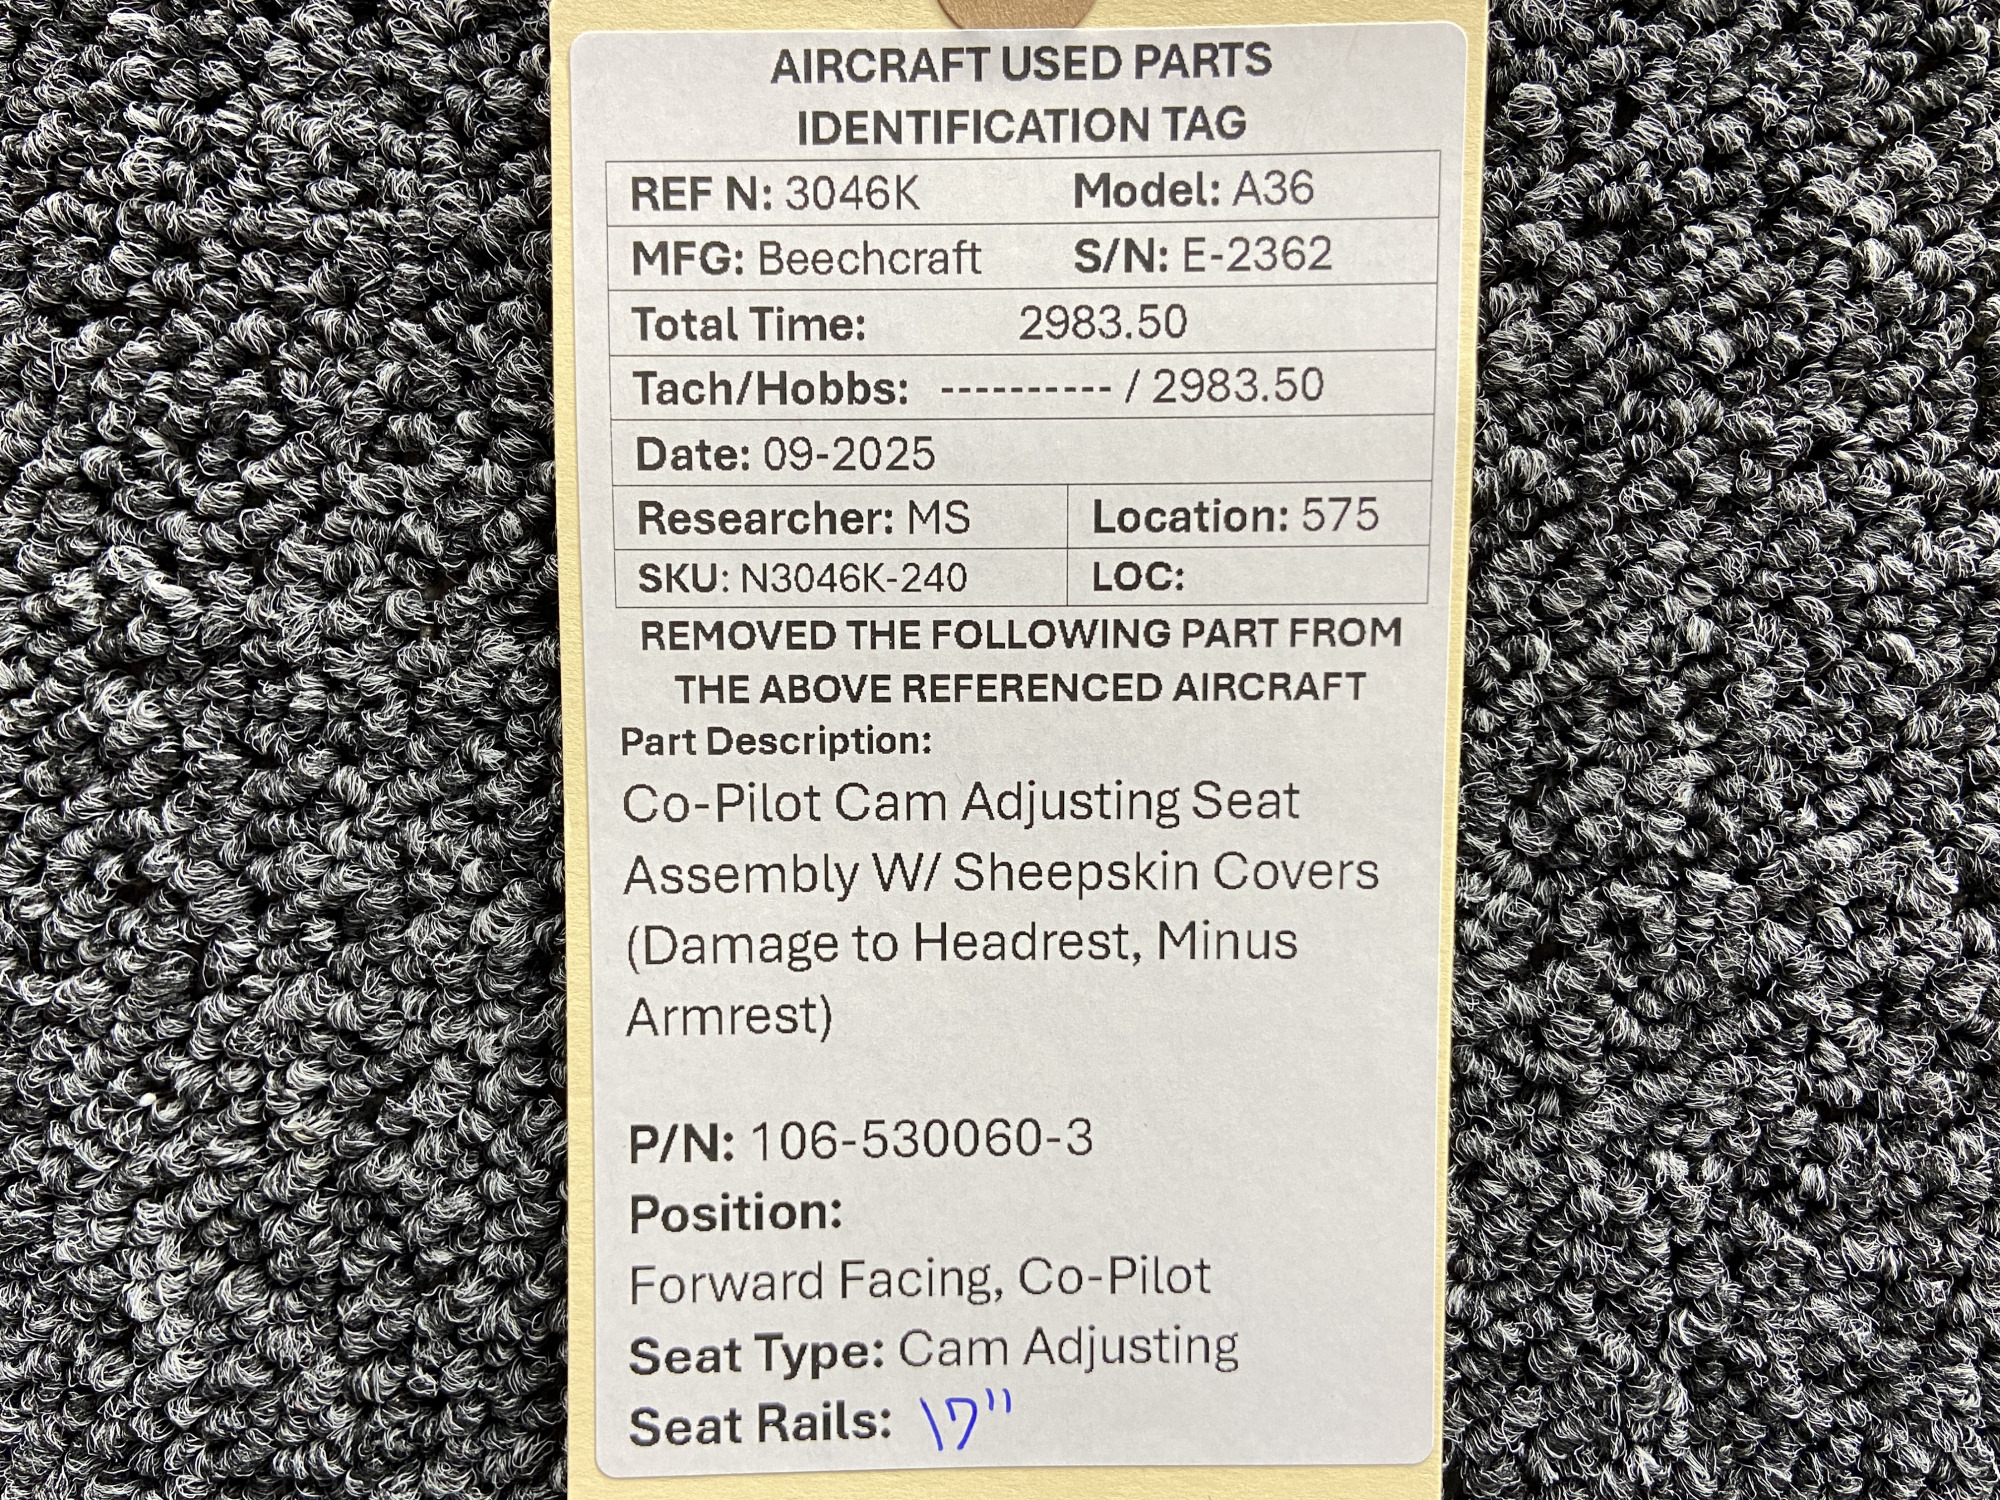 AIRCRAFT USED PARTS
IDENTIFICATION TAG
REF N: 3046K Model: A36
MFG: Beechcraft S/N: E-2362
Total Time: 2983.50
Tach/Hobbs: ---------- / 2983.50
Date: 09-2025
Researcher: MS Location: 575
SKU: N3046K-240 LOC:
REMOVED THE FOLLOWING PART FROM
THE ABOVE REFERENCED AIRCRAFT
Part Description:
Co-Pilot Cam Adjusting Seat
Assembly W/ Sheepskin Covers
(Damage to Headrest, Minus
Armrest)
P/N: 106-530060-3
Position:
Forward Facing, Co-Pilot
Seat Type: Cam Adjusting
Seat Rails: 17"